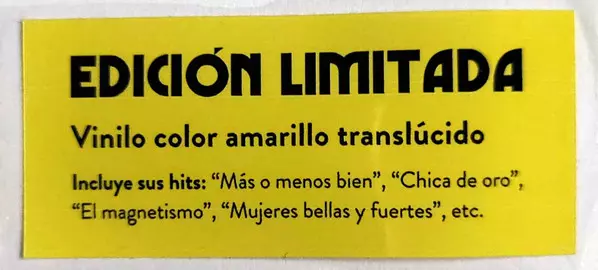 EDICIÓN LIMITADA
Vinilo color amarillo translúcido
Incluye sus hits: “Más o menos bien”, “Chica de oro”,
“El magnetismo”, “Mujeres bellas y fuertes”, etc.